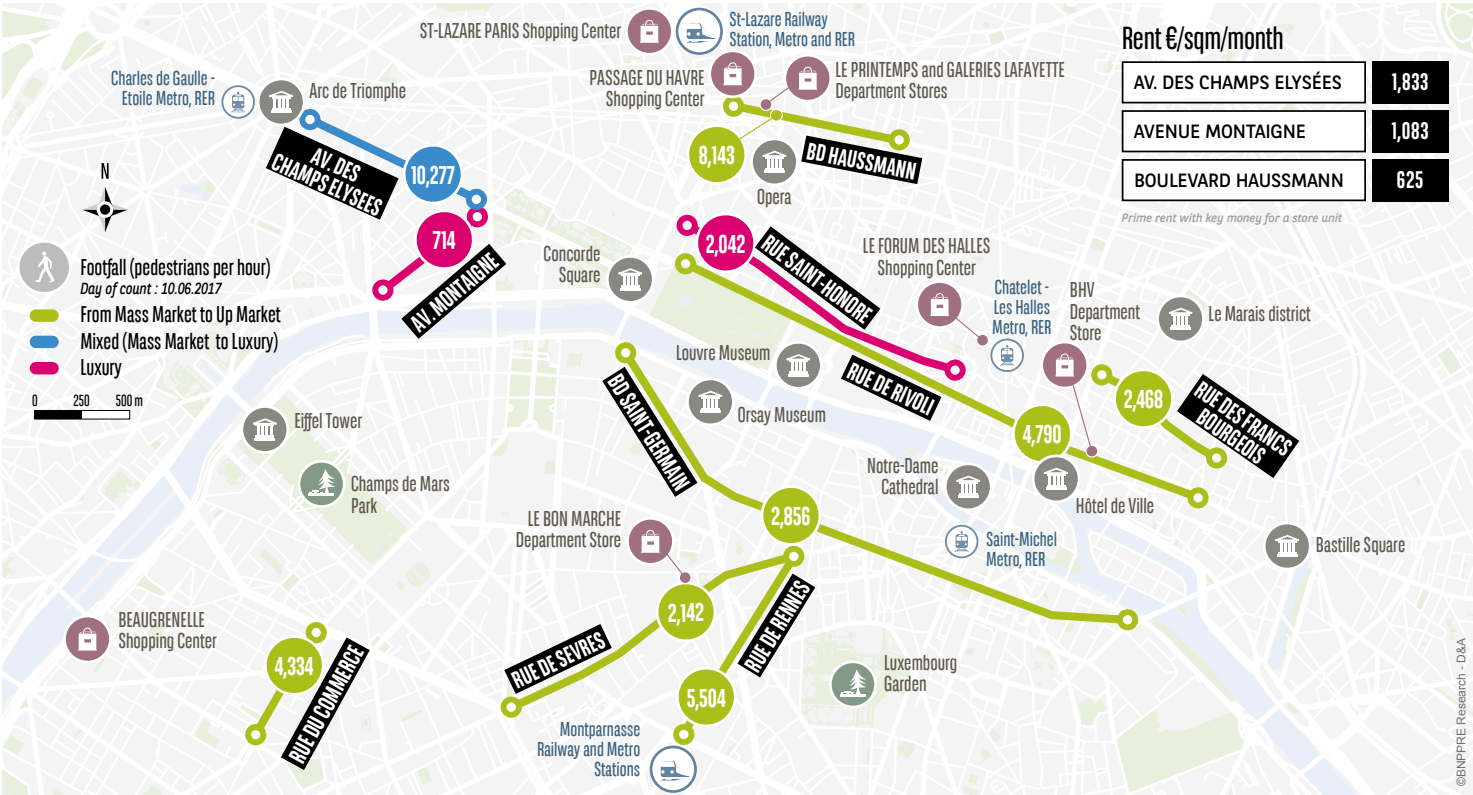 ST-LAZARE PARIS Shopping Center
St-Lazare Railway
Station, Metro and RER
PASSAGE DU HAVRE
Shopping Center
LE PRINTEMPS and GALERIES LAFAYETTE
Department Stores
8,143
BD HAUSSMANN
Opera
Rent €/sqm/month
AV. DES CHAMPS ELYSÉES
1,833
AVENUE MONTAIGNE
1,083
BOULEVARD HAUSSMANN
625
Prime rent with key money for a store unit
Charles de Gaulle -
Etoile Metro, RER
Arc de Triomphe
AV. DES
CHAMPS ELYSEES
10,277
714
AV. MONTAIGNE
N
Footfall (pedestrians per hour)
Day of count : 10.06.2017
From Mass Market to Up Market
Mixed (Mass Market to Luxury)
Luxury
0 250 500 m
Concorde
Square
2,042
RUE SAINT-HONORE
LE FORUM DES HALLES
Shopping Center
Chatelet -
Les Halles
Metro, RER
BHV
Department
Store
Le Marais district
Louvre Museum
RUE DE RIVOLI
Orsay Museum
BD SAINT-GERMAIN
4,790
2,468
RUE DES FRANCS
BOURGEOIS
Eiffel Tower
Champs de Mars
Park
Notre-Dame
Cathedral
Hôtel de Ville
LE BON MARCHE
Department Store
2,856
Saint-Michel
Metro, RER
Bastille Square
BEAUGRENELLE
Shopping Center
4,334
RUE DU COMMERCE
2,142
RUE DE SEVRES
RUE DE RENNES
5,504
Luxembourg
Garden
Montparnasse
Railway and Metro
Stations
©BNPPRE Research - D&A